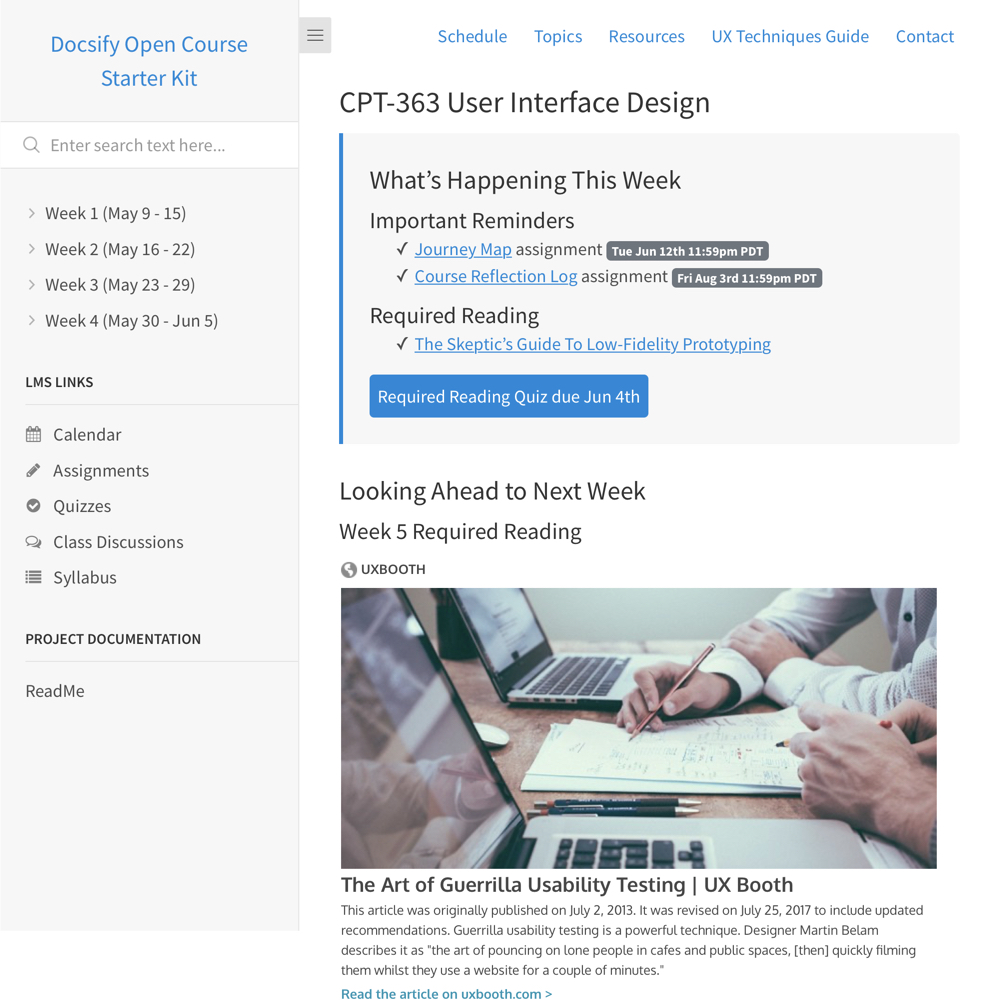 Docsify Open Course
Starter Kit
Enter search text here...
Week 1 (May 9 - 15)
Week 2 (May 16 - 22)
Week 3 (May 23 - 29)
Week 4 (May 30 - Jun 5)
LMS LINKS
Calendar
Assignments
Quizzes
Class Discussions
Syllabus
PROJECT DOCUMENTATION
ReadMe
Schedule Topics Resources UX Techniques Guide Contact
CPT-363 User Interface Design
What’s Happening This Week
Important Reminders
✓ Journey Map assignment Tue Jun 12th 11:59pm PDT
✓ Course Reflection Log assignment Fri Aug 3rd 11:59pm PDT
Required Reading
✓ The Skeptic’s Guide To Low-Fidelity Prototyping
Required Reading Quiz due Jun 4th
Looking Ahead to Next Week
Week 5 Required Reading
UXBOOTH
The Art of Guerrilla Usability Testing | UX Booth
This article was originally published on July 2, 2013. It was revised on July 25, 2017 to include updated
recommendations. Guerrilla usability testing is a powerful technique. Designer Martin Belam
describes it as "the art of pouncing on lone people in cafes and public spaces, [then] quickly filming
them whilst they use a website for a couple of minutes."
Read the article on uxbooth.com >